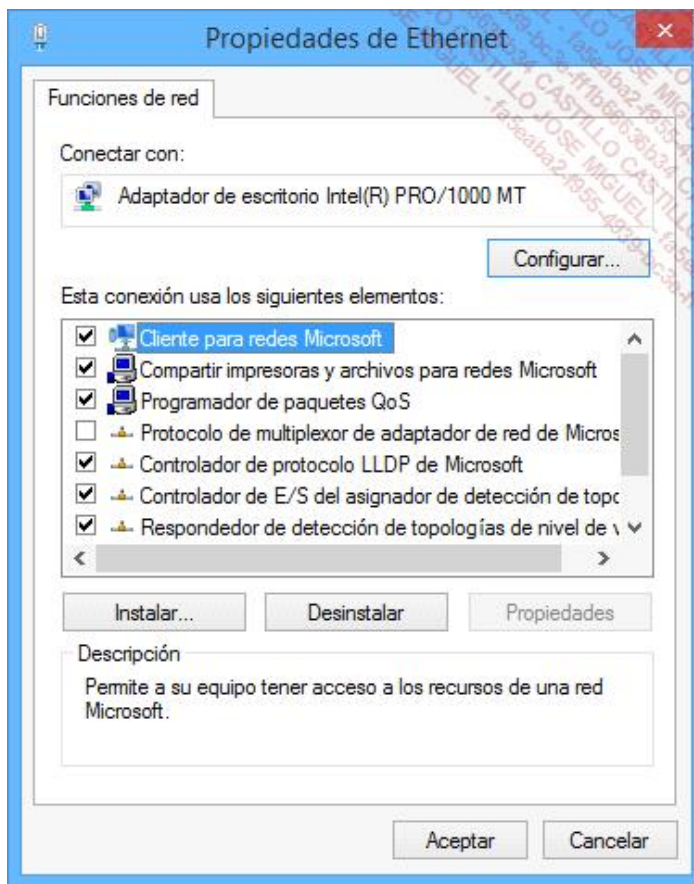 Propiedades de Ethernet
Funciones de red
Conectar con:
Adaptador de escritorio Intel(R) PRO/1000 MT
Configurar...
Esta conexión usa los siguientes elementos:
Cliente para redes Microsoft
Compartir impresoras y archivos para redes Microsoft
Programador de paquetes QoS
Protocolo de multiplexor de adaptador de red de Micros
Controlador de protocolo LLDP de Microsoft
Controlador de E/S del asignador de detección de topo
Respondedor de detección de topologías de nivel de
Instalar...
Desinstalar
Propiedades
Descripción
Permite a su equipo tener acceso a los recursos de una red
Microsoft.
Aceptar
Cancelar